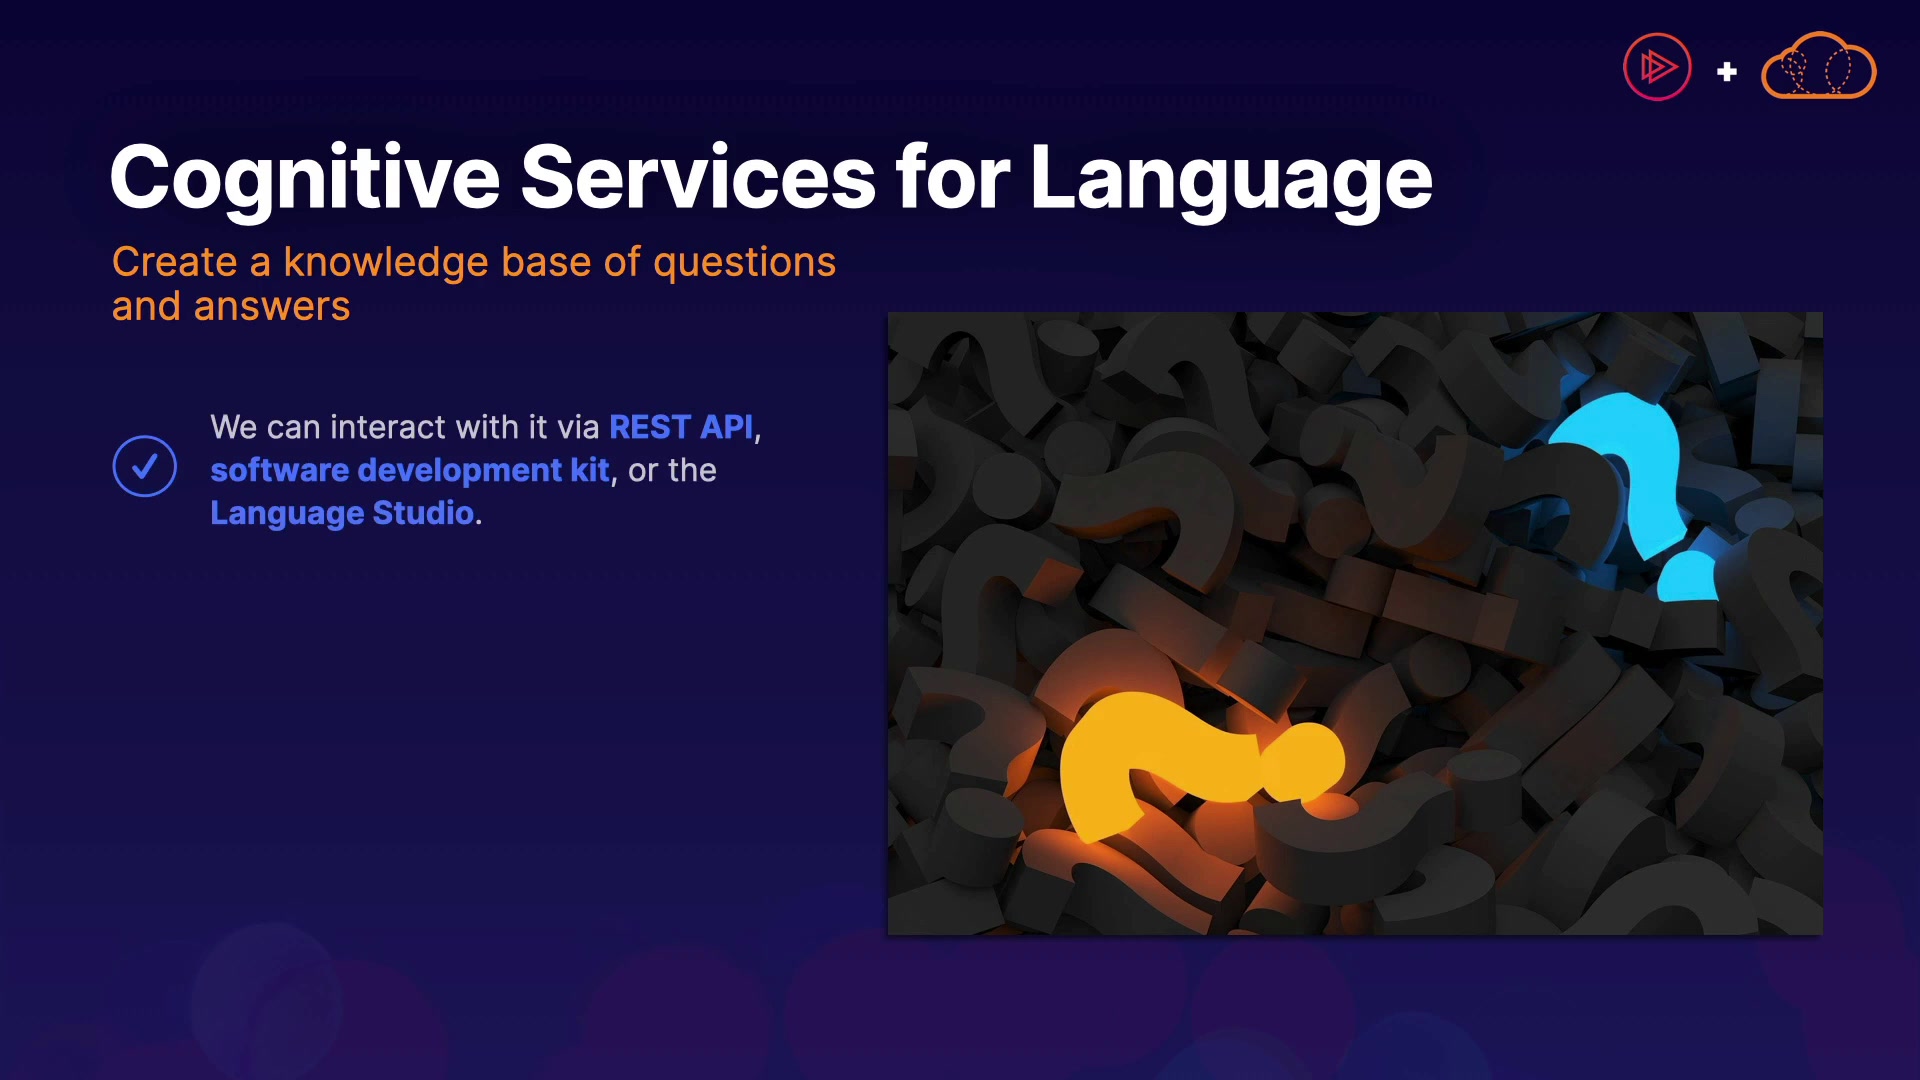 Cognitive Services for Language
Create a knowledge base of questions
and answers
We can interact with it via REST API,
software development kit, or the
Language Studio.